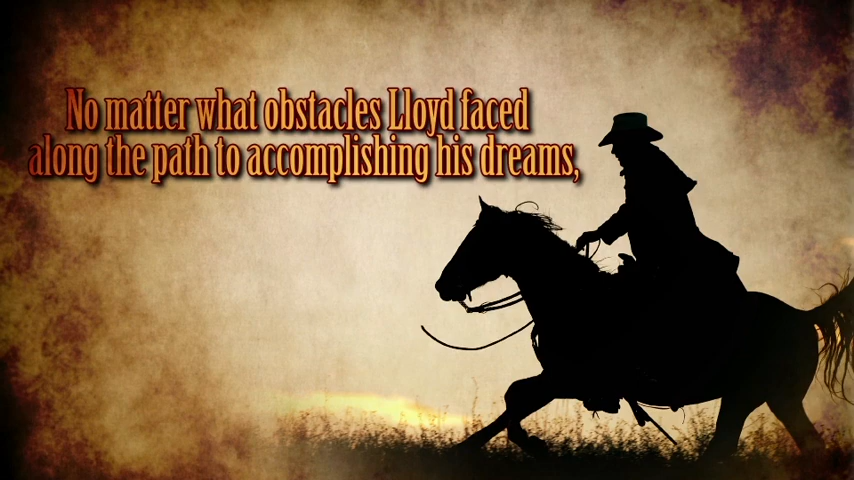 No matter what obstacles Lloyd faced
along the path to accomplishing his dreams,